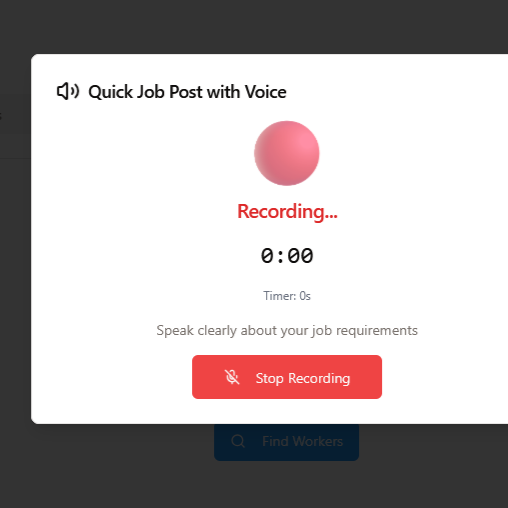 Quick Job Post with Voice
Recording...
0:00
Timer: 0s
Speak clearly about your job requirements
Stop Recording
Find Workers